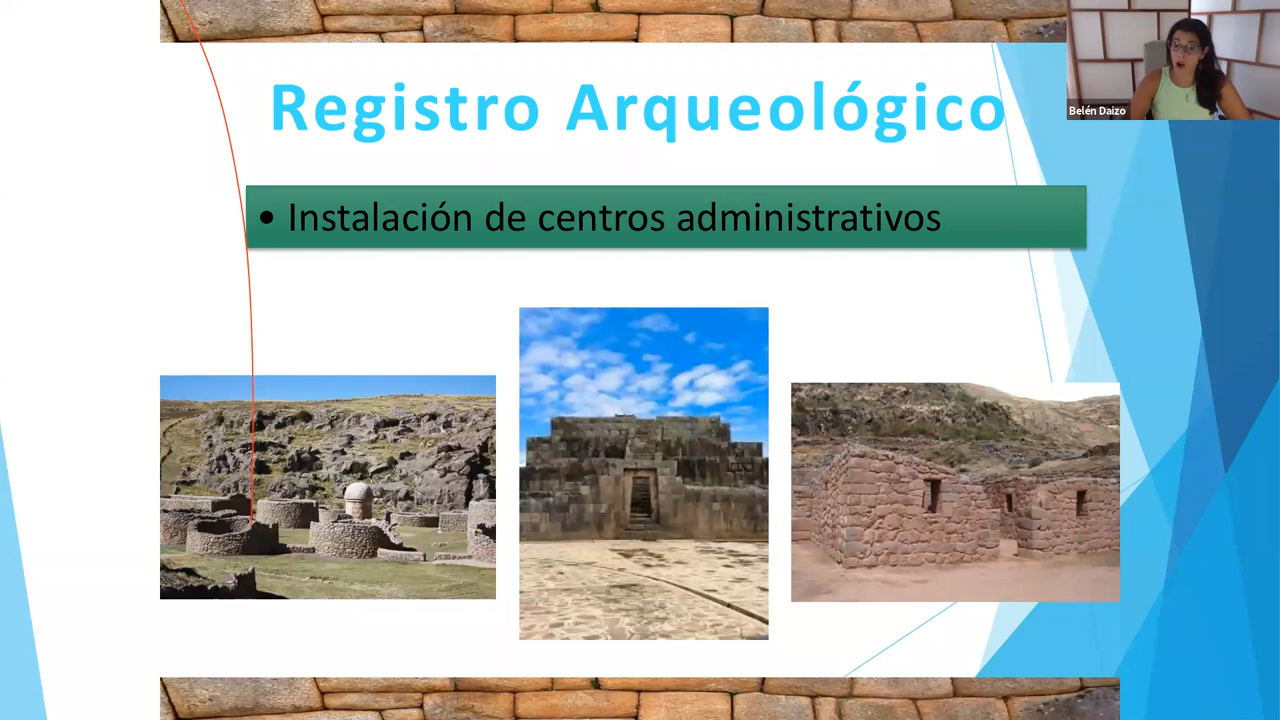 Registro Arqueológico
• Instalación de centros administrativos
Belén Daizo